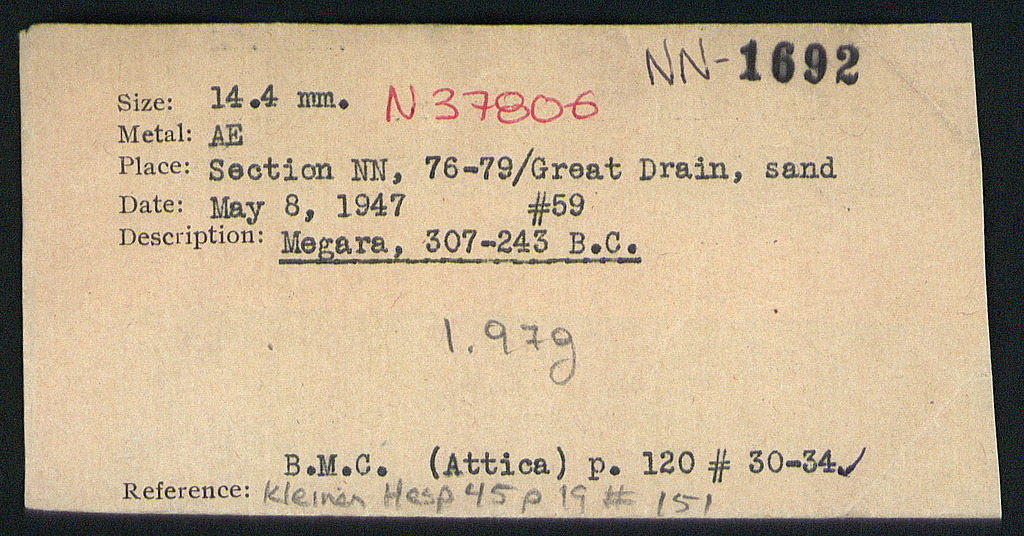 NN-1692
Size: 14.4 mm. N 37806
Metal: AE
Place: Section NN, 76-79/Great Drain, sand
Date: May 8, 1947 #59
Description: Megara, 307-243 B.C.
1.97g
B.M.C. (Attica) p. 120 # 30-34✓
Reference: Kleiner Hesp 45 p 19 # 151